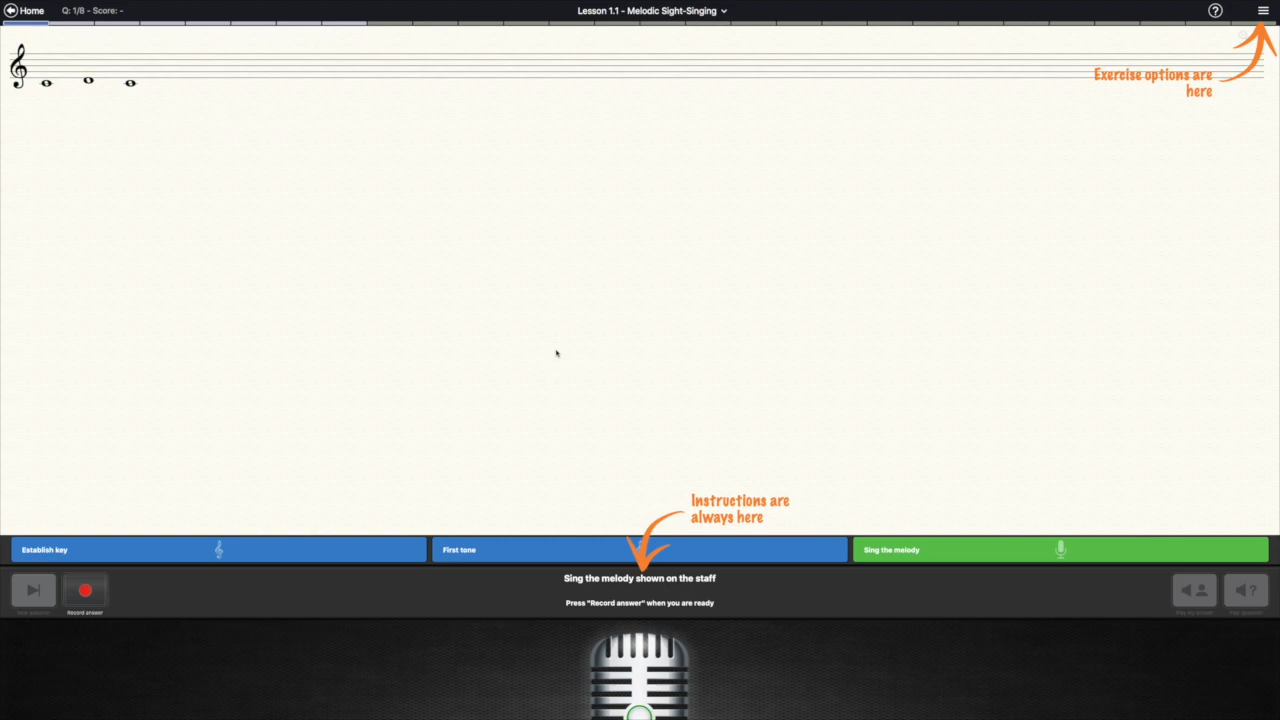 Home
Q: 1/8 - Score: -
Lesson 1.1 - Melodic Sight-Singing
?
Exercise options are
here
Instructions are
always here
Establish key
First tone
Sing the melody
Sing the melody shown on the staff
Press "Record answer" when you are ready
Record answer
?